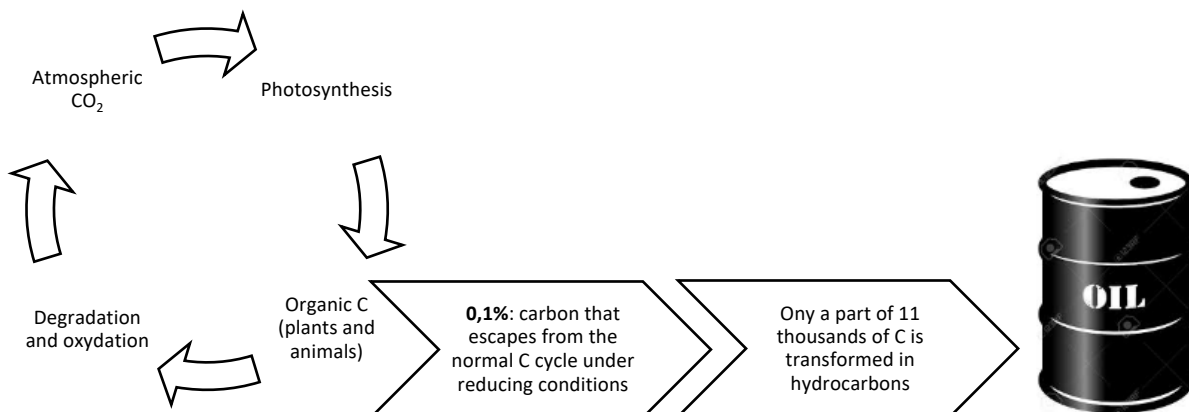 Atmospheric
CO₂
Photosynthesis
Degradation
and oxydation
Organic C
(plants and
animals)
0,1%: carbon that
escapes from the
normal C cycle under
reducing conditions
Ony a part of 11
thousands of C is
transformed in
hydrocarbons
OIL